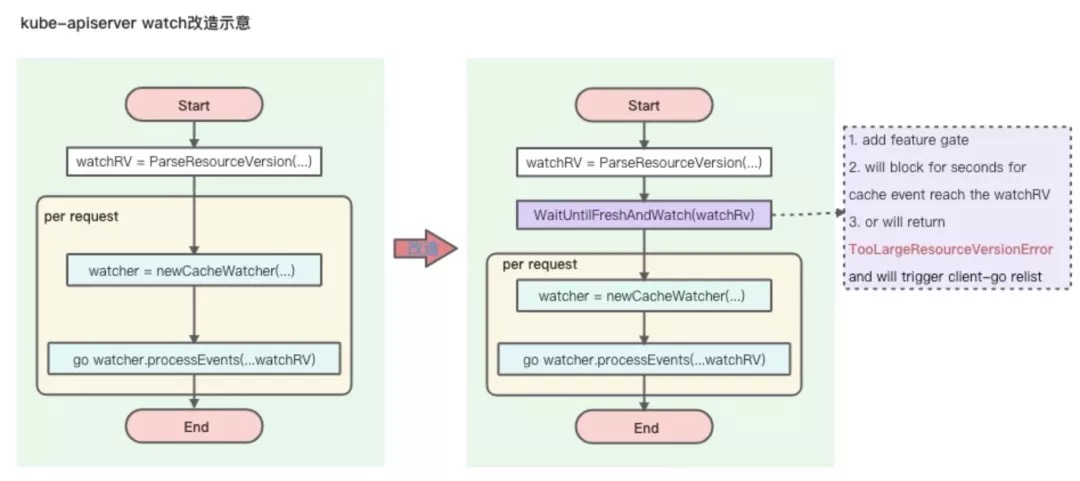 kube-apiserver watch改造示意
Start
watchRV = ParseResourceVersion(...)
per request
watcher = newCacheWatcher(...)
go watcher.processEvents(...watchRV)
End
改造
Start
watchRV = ParseResourceVersion(...)
WaitUntilFreshAndWatch(watchRv)
per request
watcher = newCacheWatcher(...)
go watcher.processEvents(...watchRV)
End
1. add feature gate
2. will block for seconds for
cache event reach the watchRV
3. or will return
TooLargeResourceVersionError
and will trigger client-go relist